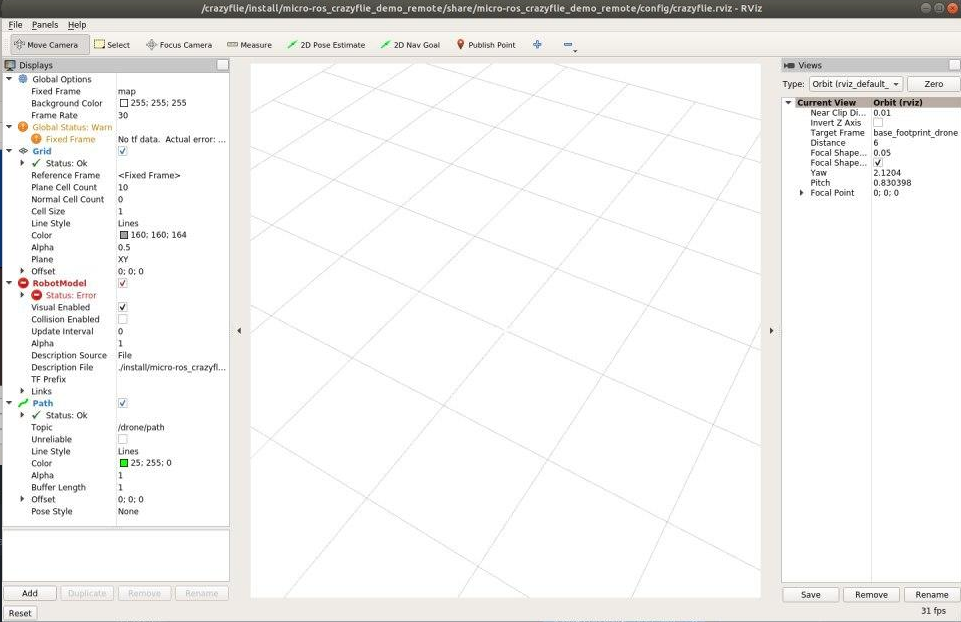 /crazyflie/install/micro-ros_crazyflie_demo_remote/share/micro-ros_crazyflie_demo_remote/config/crazyflie.rviz - RViz
File Panels Help
Move Camera Select Focus Camera Measure 2D Pose Estimate 2D Nav Goal Publish Point
Displays
Global Options
Fixed Frame map
Background Color 255; 255; 255
Frame Rate 30
Global Status: Warn
Fixed Frame No tf data. Actual error: ...
Grid
Status: Ok
Reference Frame <Fixed Frame>
Plane Cell Count 10
Normal Cell Count 0
Cell Size 1
Line Style Lines
Color 160; 160; 164
Alpha 0.5
Plane XY
Offset 0; 0; 0
RobotModel
Status: Error
Visual Enabled
Collision Enabled
Update Interval 0
Alpha 1
Description Source File
Description File ./install/micro-ros_crazyfl...
TF Prefix
Links
Path
Status: Ok
Topic /drone/path
Unreliable
Line Style Lines
Color 25; 255; 0
Alpha 1
Buffer Length 1
Offset 0; 0; 0
Pose Style None
Add Duplicate Remove Rename
Reset
Views
Type: Orbit (rviz_default_ Zero
Current View Orbit (rviz)
Near Clip Di... 0.01
Invert Z Axis
Target Frame base_footprint_drone
Distance 6
Focal Shape... 0.05
Focal Shape...
Yaw 2.1204
Pitch 0.830398
Focal Point 0; 0; 0
Save Remove Rename
31 fps